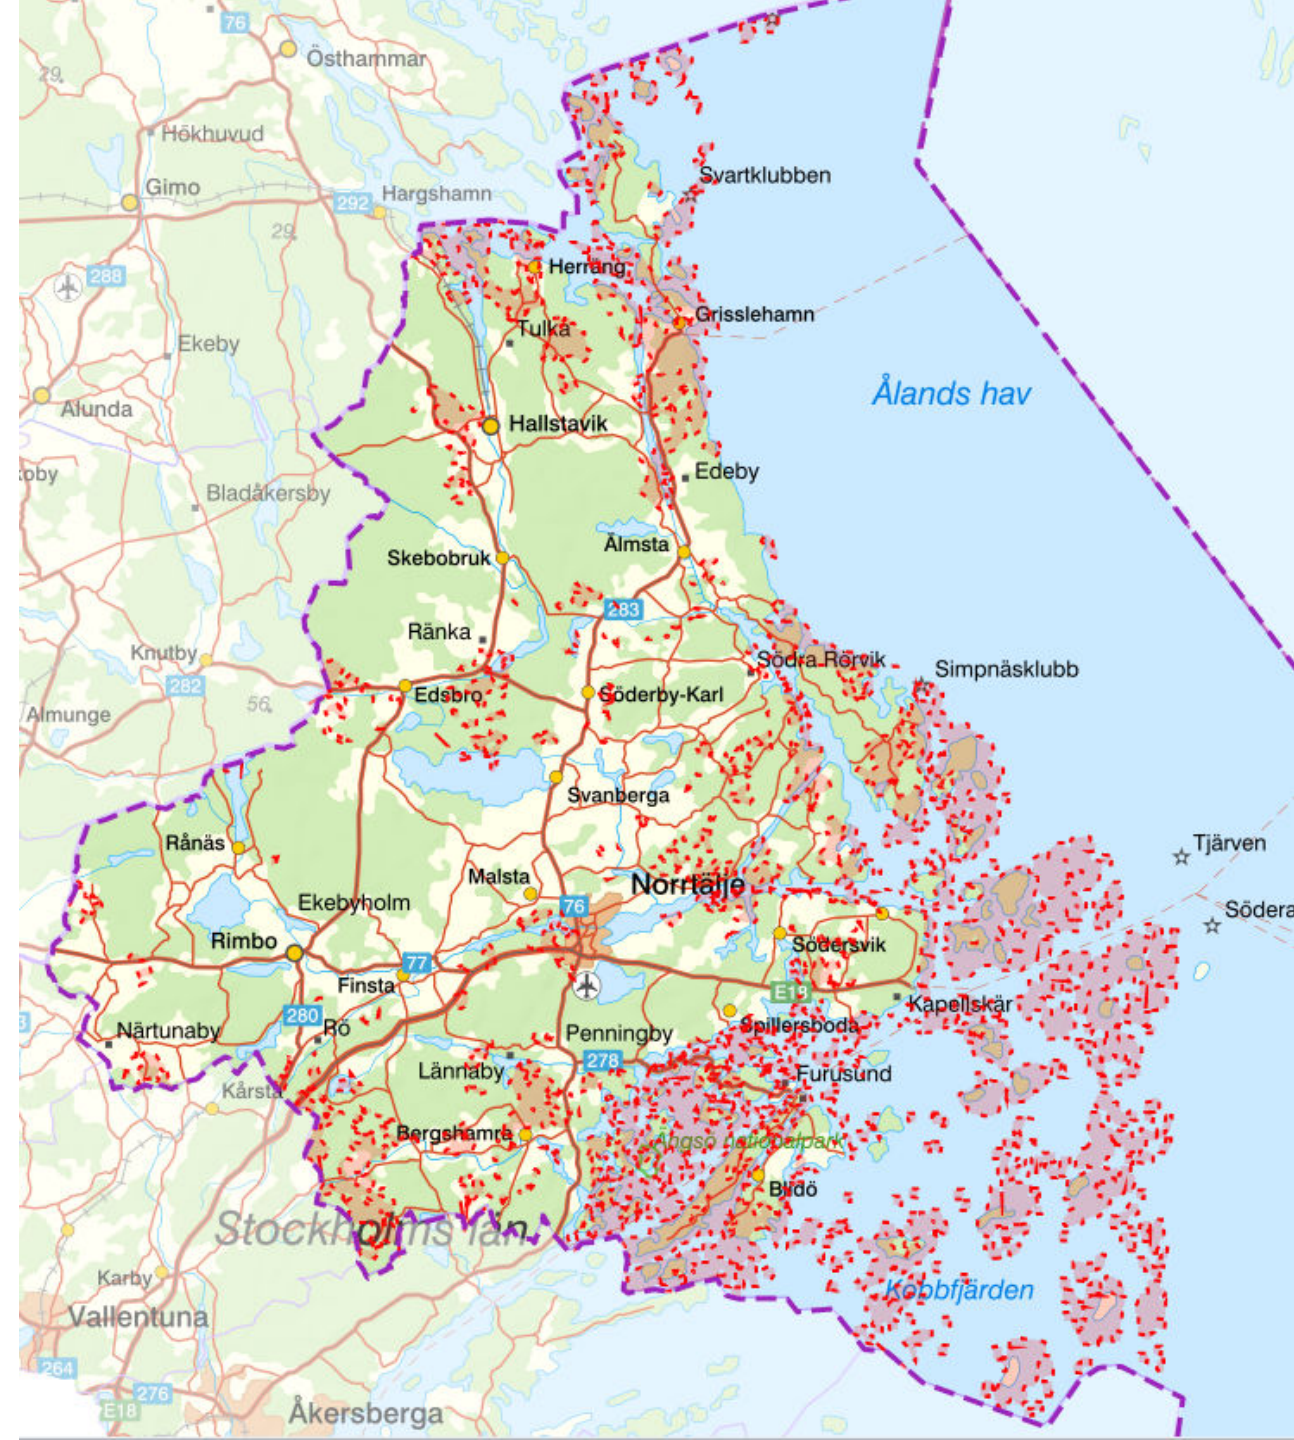 76
Östhammar
29
Hökhuvud
Svartklubben
Gimo
Hargshamn
292
29
288
Herräng
Grisslehamn
Tulka
Ekeby
Ålands hav
Alunda
Hallstavik
Edeby
Bladåkersby
Älmsta
Skebobruk
283
Ränka
Knutby
Södra Rörvik
Simpnäsklubb
282
Edsbro
Söderby-Karl
56
Almunge
Svanberga
Rånäs
Tjärven
Malsta
Norrtälje
Ekebyholm
76
Södera
Rimbo
Södersvik
77
Finsta
E18
Kapellskär
280
Rö
Närtunaby
Penningby
Spillersboda
278
Lännaby
Furusund
Kårsta
Bergshamra
Ängsö nationalpark
Blidö
Stockholms län
Karby
Kobbfjärden
Vallentuna
264
276
E18
Åkersberga